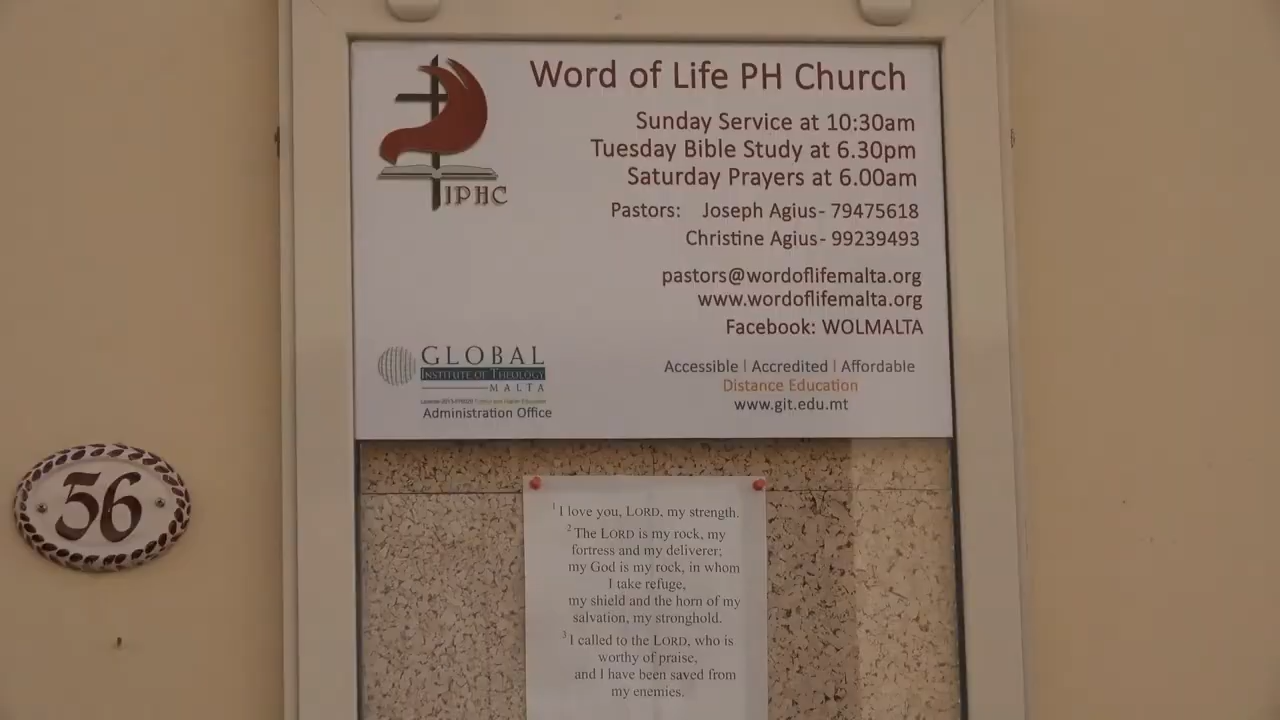 Word of Life PH Church
Sunday Service at 10:30am
Tuesday Bible Study at 6.30pm
Saturday Prayers at 6.00am
Pastors: Joseph Agius- 79475618
Christine Agius- 99239493
pastors@wordoflifemalta.org
www.wordoflifemalta.org
Facebook: WOLMALTA
IPHC
GLOBAL
INSTITUTE OF THEOLOGY
MALTA
Administration Office
Accessible | Accredited | Affordable
Distance Education
www.git.edu.mt
56
1 I love you, LORD, my strength.
2 The LORD is my rock, my
fortress and my deliverer;
my God is my rock, in whom
I take refuge,
my shield and the horn of my
salvation, my stronghold.
3 I called to the LORD, who is
worthy of praise,
and I have been saved from
my enemies.